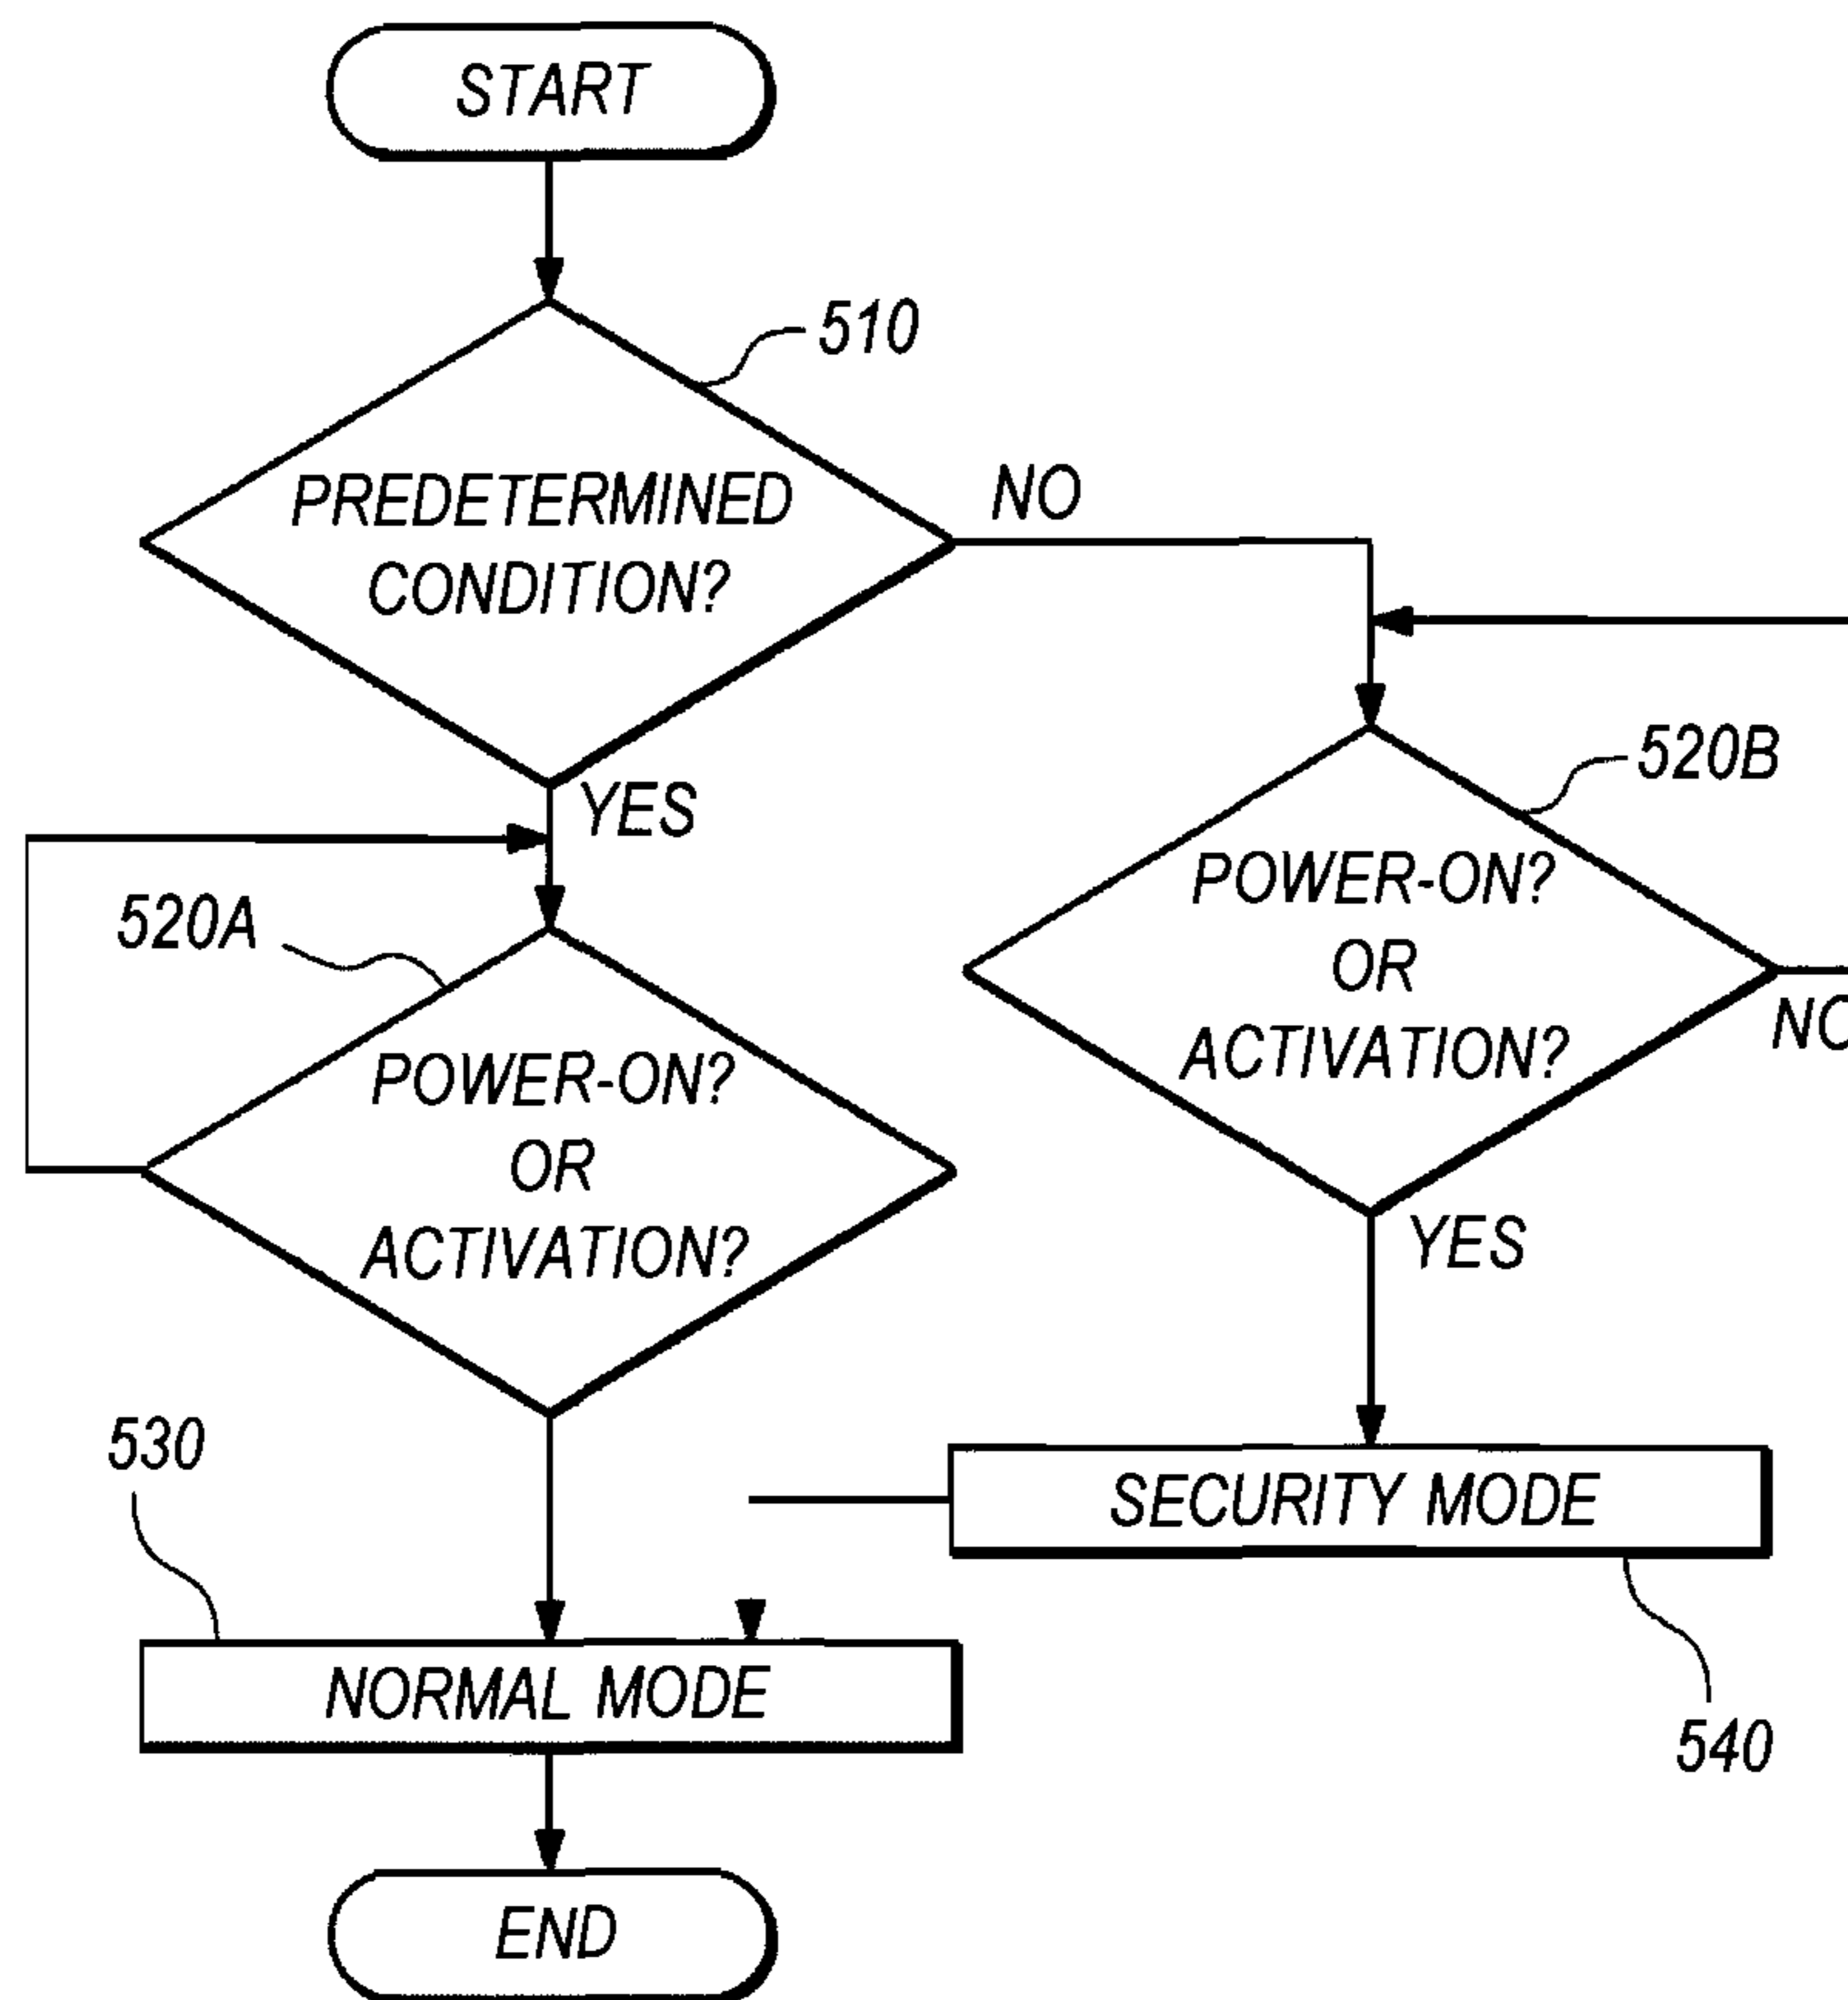 START
510
PREDETERMINED
CONDITION?
NO
YES
520A
POWER-ON?
OR
ACTIVATION?
520B
POWER-ON?
OR
ACTIVATION?
NO
YES
530
SECURITY MODE
540
NORMAL MODE
END